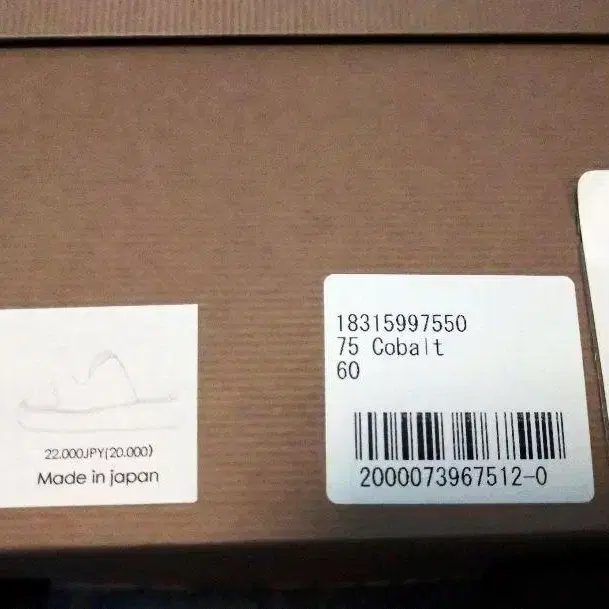 22.000JPY(20.000)
Made in japan
18315997550
75 Cobalt
60
2000073967512-0